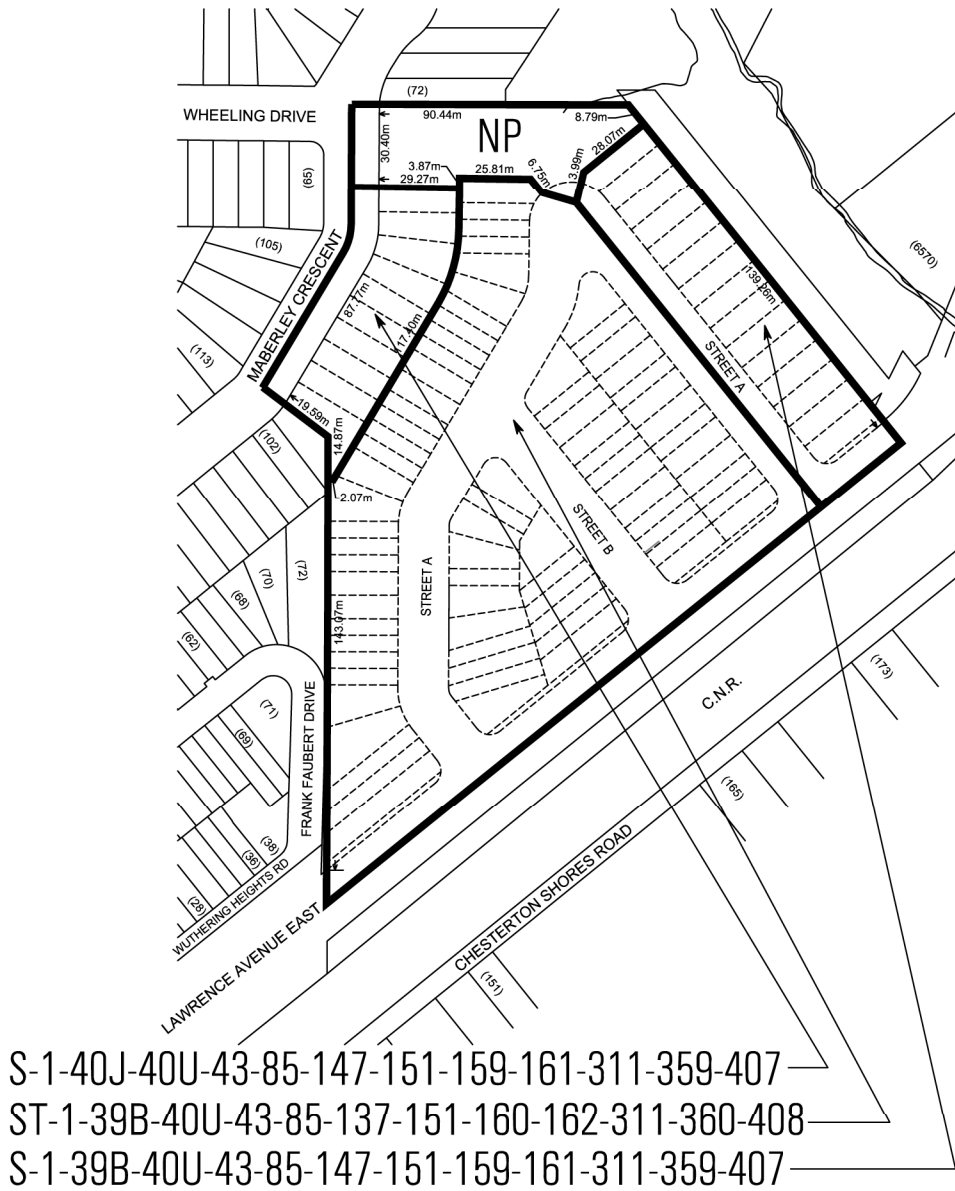 (72)
WHEELING DRIVE
90.44m
8.79m
NP
30.40m
28.07m
3.87m
25.81m
6.75m
3.99m
29.27m
(59)
(105)
(6570)
MABERLEY CRESCENT
139.26m
87.77m
(113)
117.40m
STREET A
19.59m
14.87m
(102)
2.07m
STREET B
(72)
(70)
(68)
STREET A
(62)
143.07m
(173)
C.N.R.
(71)
(69)
FRANK FAUBERT DRIVE
(165)
(38)
(36)
(28)
WUTHERING HEIGHTS RD
CHESTERTON SHORES ROAD
LAWRENCE AVENUE EAST
(151)
S-1-40J-40U-43-85-147-151-159-161-311-359-407
ST-1-39B-40U-43-85-137-151-160-162-311-360-408
S-1-39B-40U-43-85-147-151-159-161-311-359-407